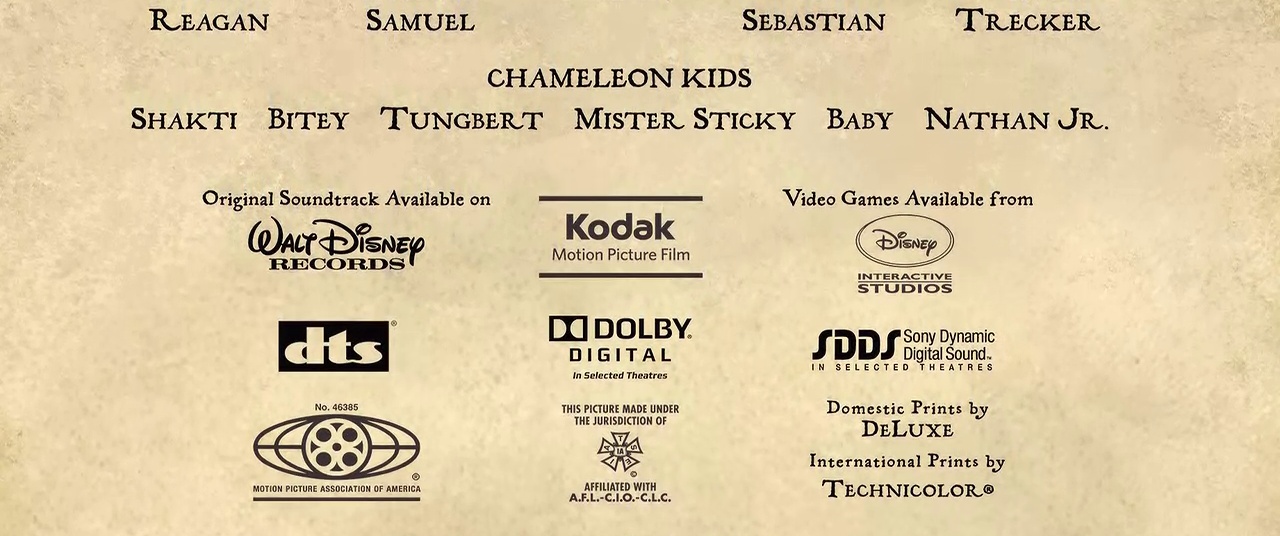 Reagan Samuel Sebastian Trecker
CHAMELEON KIDS
Shakti Bitey Tungbert Mister Sticky Baby Nathan Jr.
Original Soundtrack Available on
WALT DISNEY
RECORDS
Kodak
Motion Picture Film
Video Games Available from
Disney
INTERACTIVE
STUDIOS
dts®
DOLBY®
DIGITAL
In Selected Theatres
SDDS Sony Dynamic
Digital Sound™
IN SELECTED THEATRES
No. 46385
®
MOTION PICTURE ASSOCIATION OF AMERICA
THIS PICTURE MADE UNDER
THE JURISDICTION OF
IATSE
©
AFFILIATED WITH
A.F.L.-C.I.O.-C.L.C.
Domestic Prints by
DeLuxe
International Prints by
Technicolor®